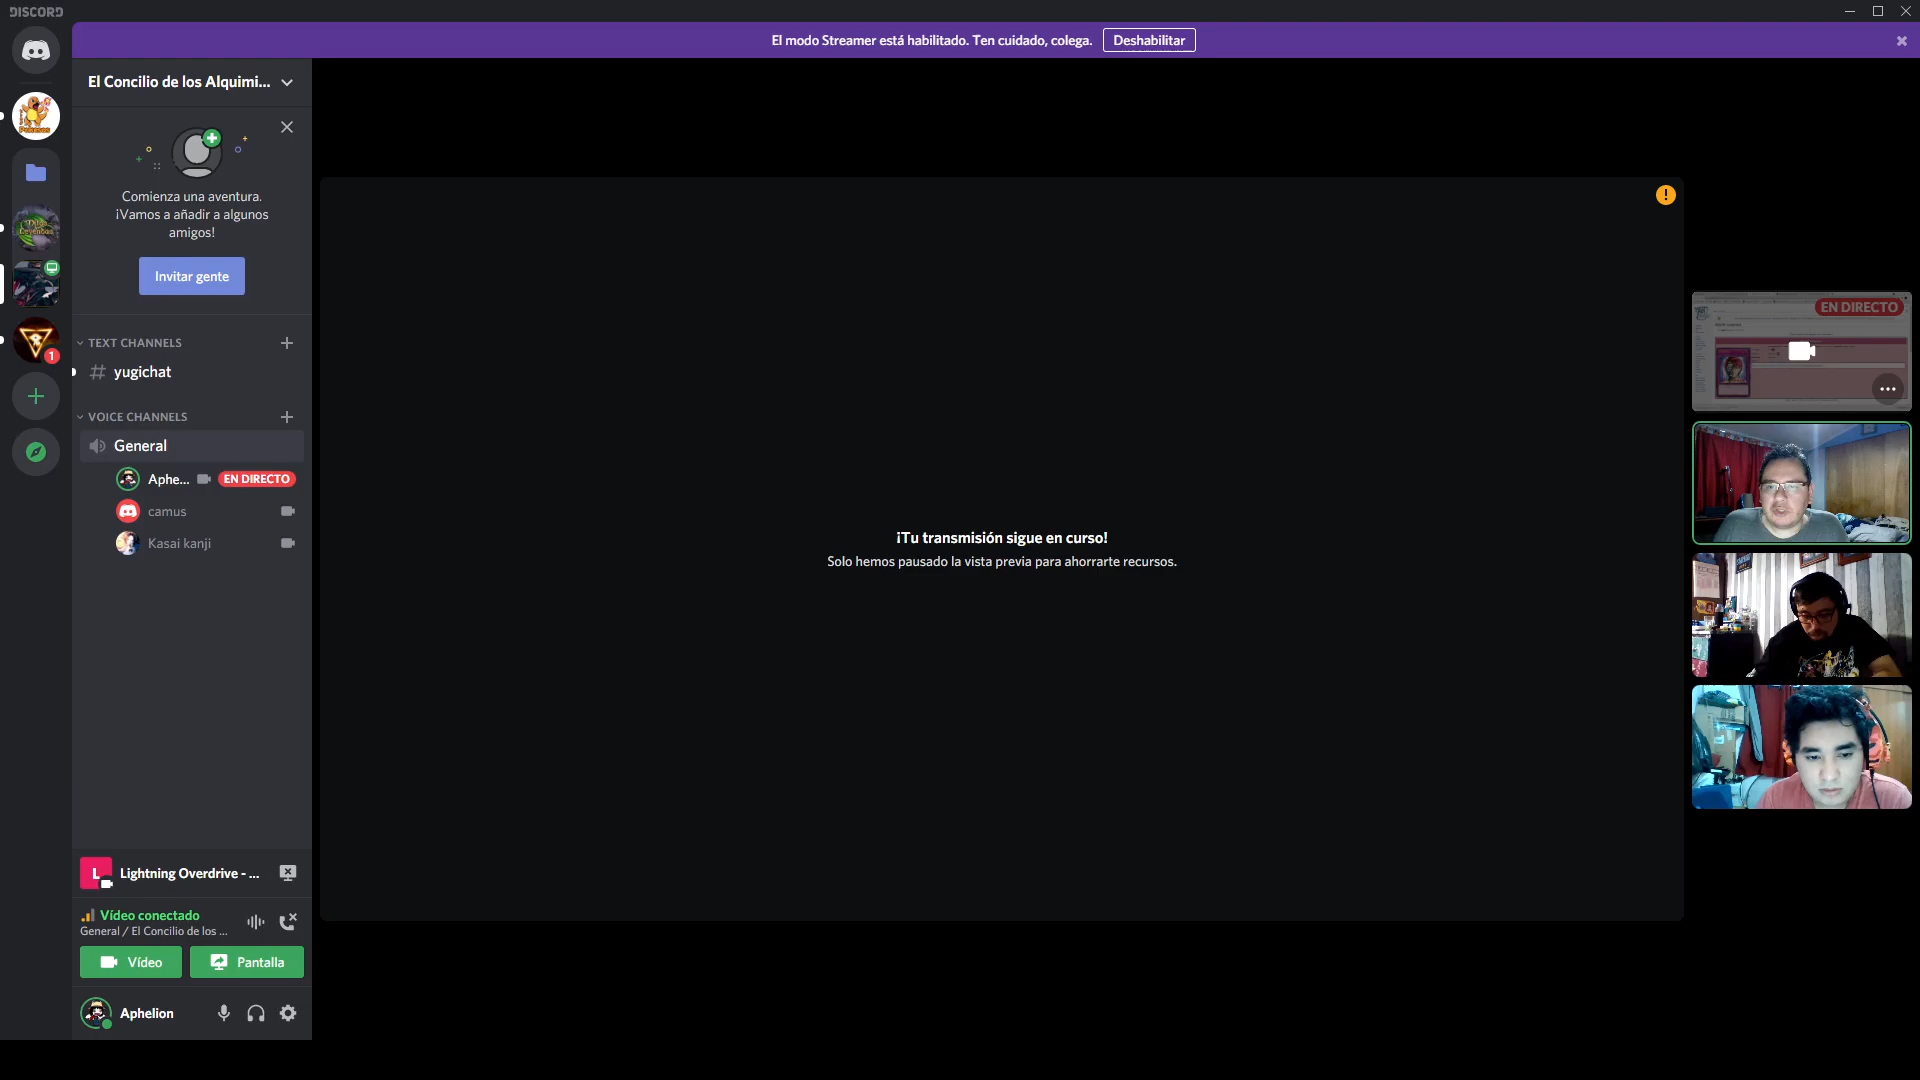 DISCORD
El modo Streamer está habilitado. Ten cuidado, colega.
Deshabilitar
El Concilio de los Alquimi...
Comienza una aventura.
¡Vamos a añadir a algunos
amigos!
Invitar gente
TEXT CHANNELS
yugichat
VOICE CHANNELS
General
Aphe...
EN DIRECTO
camus
Kasai kanji
1
¡Tu transmisión sigue en curso!
Solo hemos pausado la vista previa para ahorrarte recursos.
EN DIRECTO
L
Lightning Overdrive - ...
Vídeo conectado
General / El Concilio de los ...
Vídeo
Pantalla
Aphelion